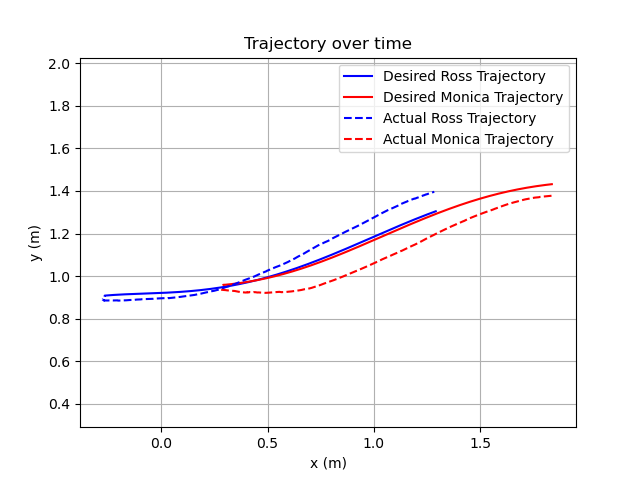 Trajectory over time
Desired Ross Trajectory
Desired Monica Trajectory
Actual Ross Trajectory
Actual Monica Trajectory
2.0
1.8
1.6
1.4
1.2
1.0
0.8
0.6
0.4
y (m)
0.0 0.5 1.0 1.5
x (m)